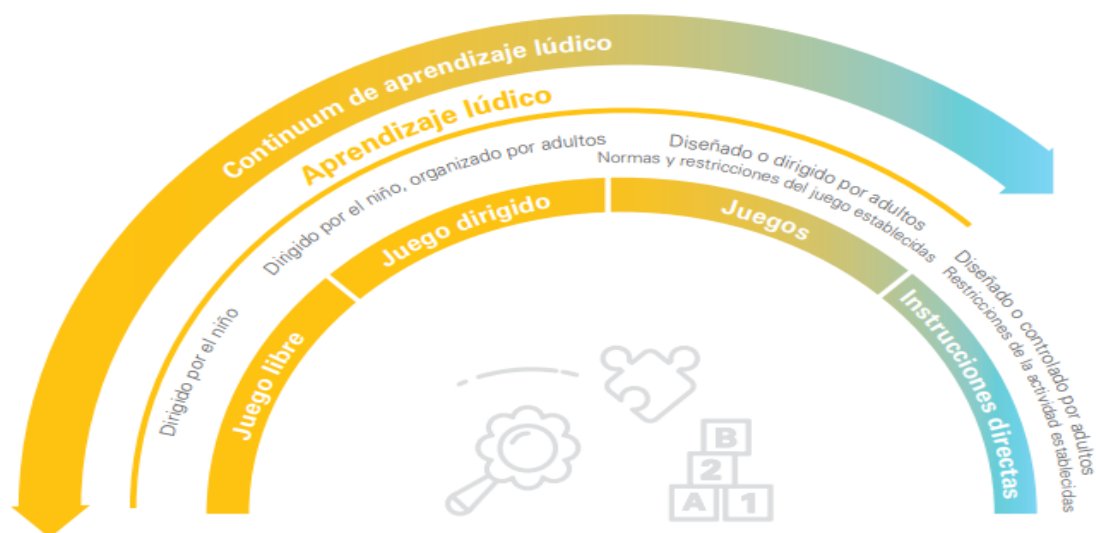 Continuum de aprendizaje lúdico
Aprendizaje lúdico
Dirigido por el niño
Juego libre
Dirigido por el niño, organizado por adultos
Juego dirigido
Diseñado o dirigido por adultos
Normas y restricciones del juego establecidas
Juegos
Diseñado o controlado por adultos
Restricciones de la actividad establecidas
Instrucciones directas
B
2
A 1